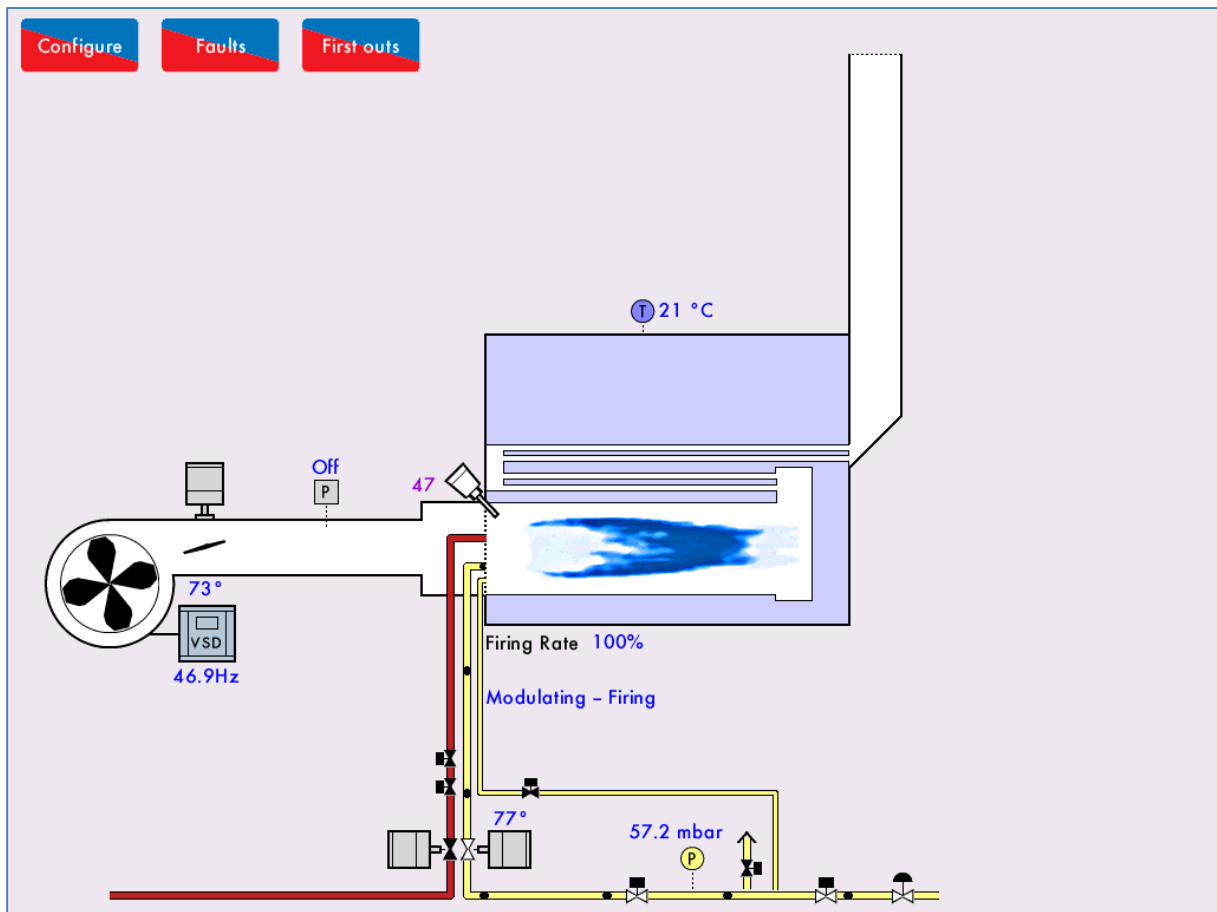 Configure
Faults
First outs
T
21 °C
Off
P
47
73°
VSD
46.9Hz
Firing Rate 100%
Modulating – Firing
77°
57.2 mbar
P